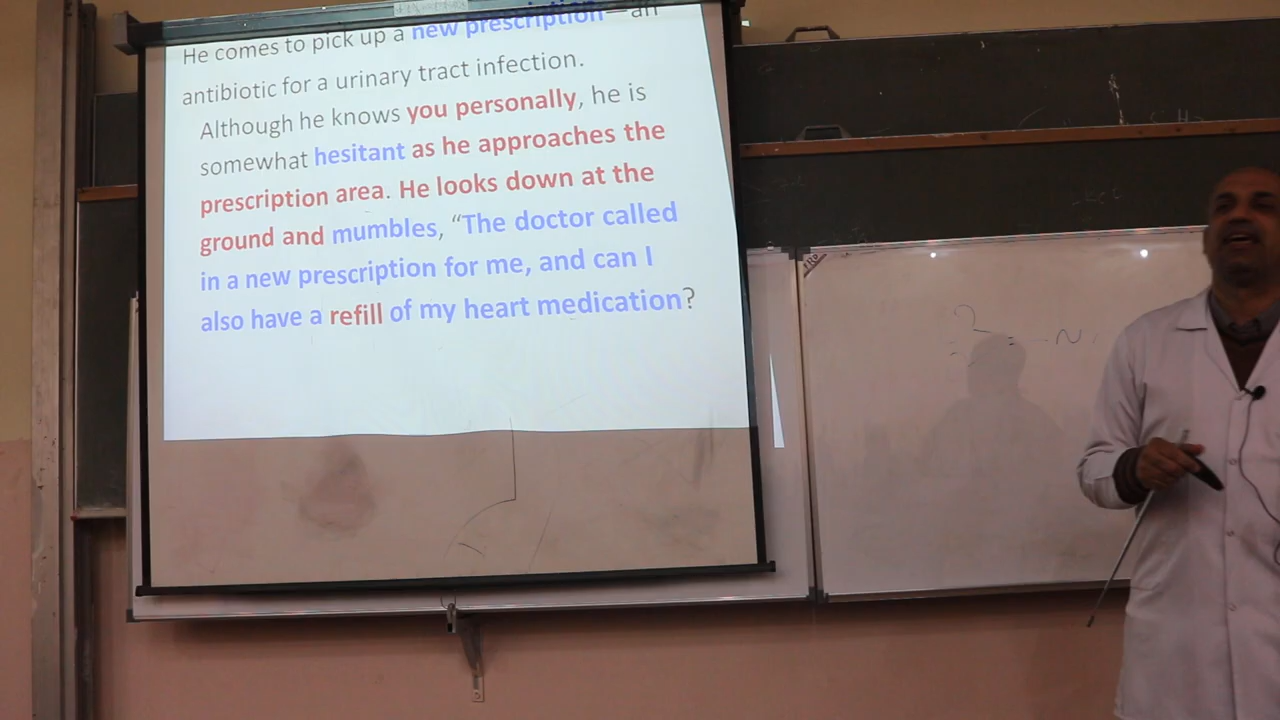 He comes to pick up a new prescription—an
antibiotic for a urinary tract infection.
Although he knows you personally, he is
somewhat hesitant as he approaches the
prescription area. He looks down at the
ground and mumbles, “The doctor called
in a new prescription for me, and can I
also have a refill of my heart medication?